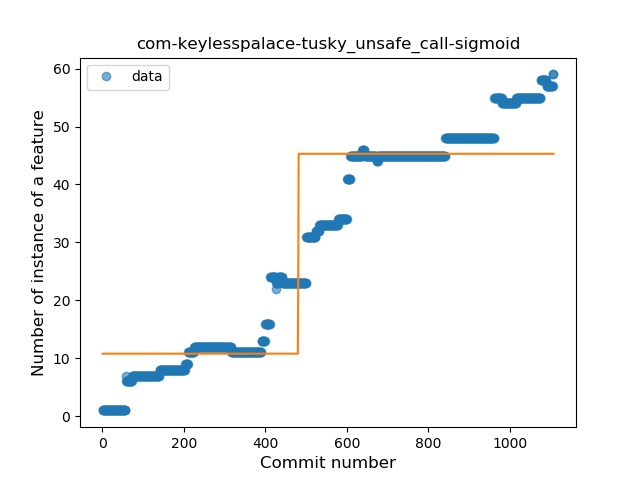 com-keylesspalace-tusky_unsafe_call-sigmoid
data
Number of instance of a feature
60
50
40
30
20
10
0
0 200 400 600 800 1000
Commit number